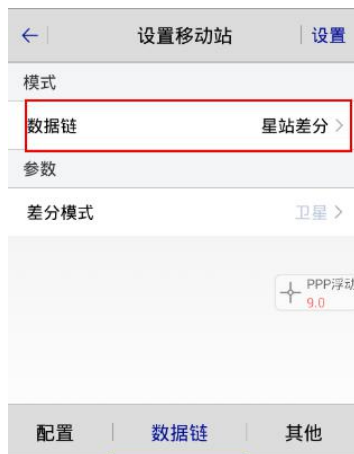 设置移动站 设置
模式
数据链 星站差分
参数
差分模式 卫星
PPP浮动
9.0
配置 数据链 其他